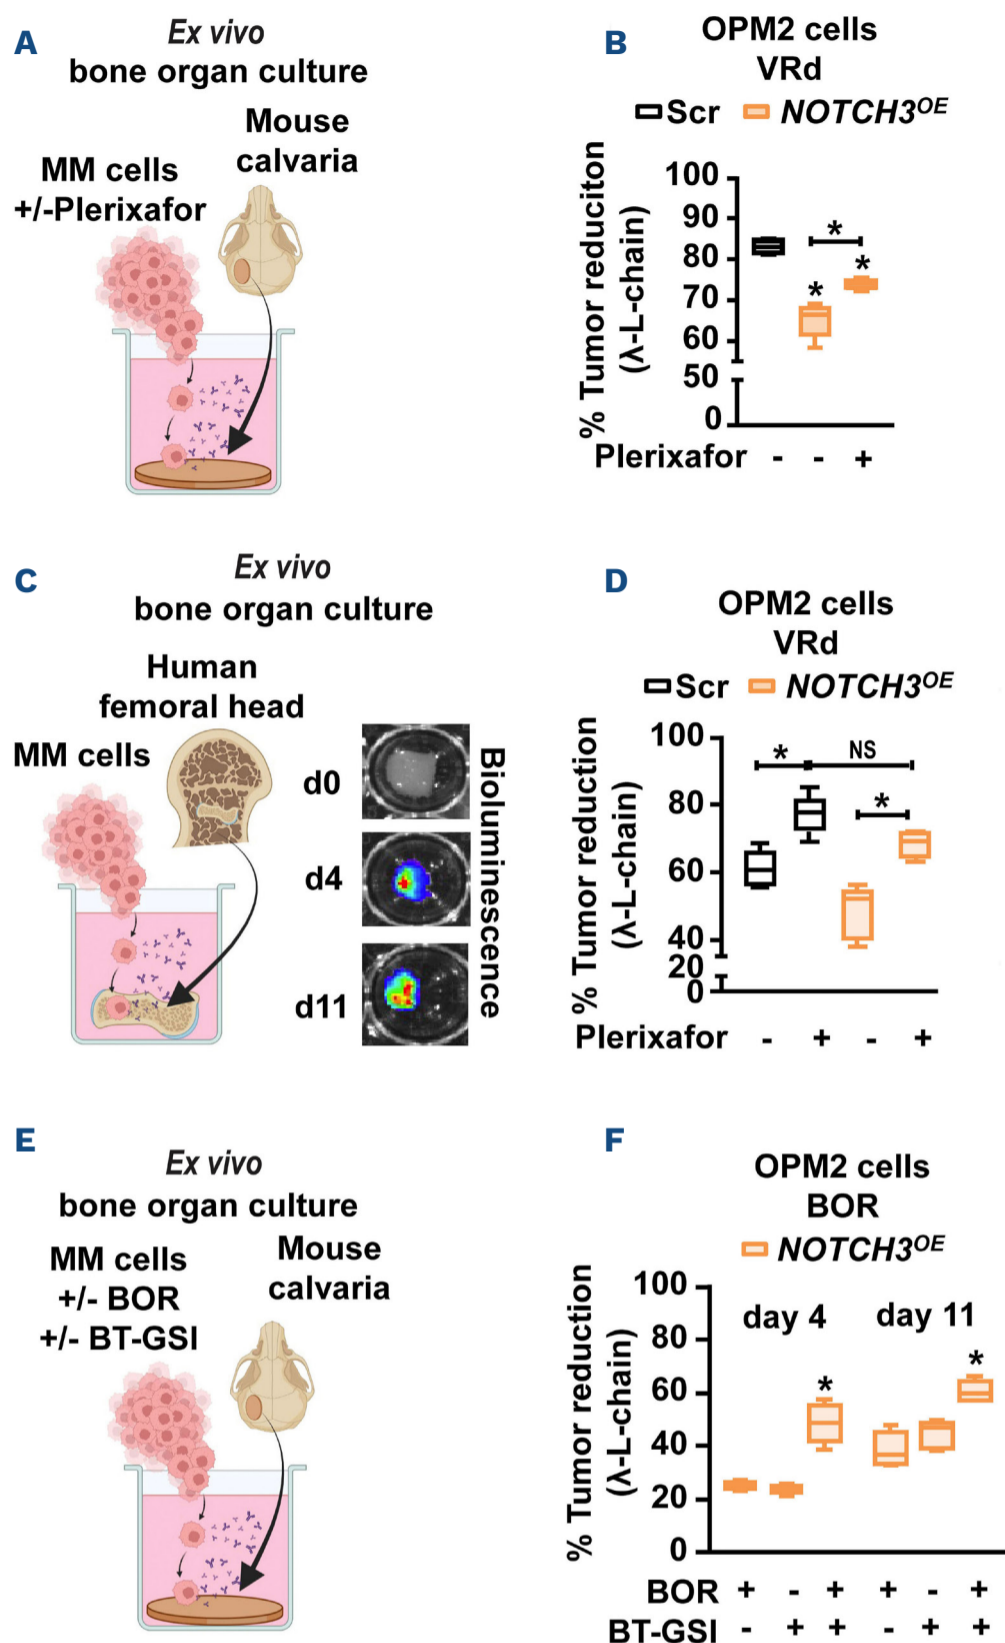 A
Ex vivo
bone organ culture
Mouse
calvaria
MM cells
+/-Plerixafor
B
OPM2 cells
VRd
Scr NOTCH3OE
% Tumor reduciton
(λ-L-chain)
100
90
80
70
60
50
0
*
*
*
Plerixafor - - +
C
Ex vivo
bone organ culture
Human
femoral head
MM cells
d0
d4
d11
Bioluminescence
D
OPM2 cells
VRd
Scr NOTCH3OE
% Tumor reduction
(λ-L-chain)
100
80
60
40
20
0
* NS
*
Plerixafor - + - +
E
Ex vivo
bone organ culture
MM cells
+/- BOR
+/- BT-GSI
Mouse
calvaria
F
OPM2 cells
BOR
NOTCH3OE
% Tumor reduction
(λ-L-chain)
100
80
60
40
20
0
day 4 day 11
*
*
BOR + - + + - +
BT-GSI - + + - + +